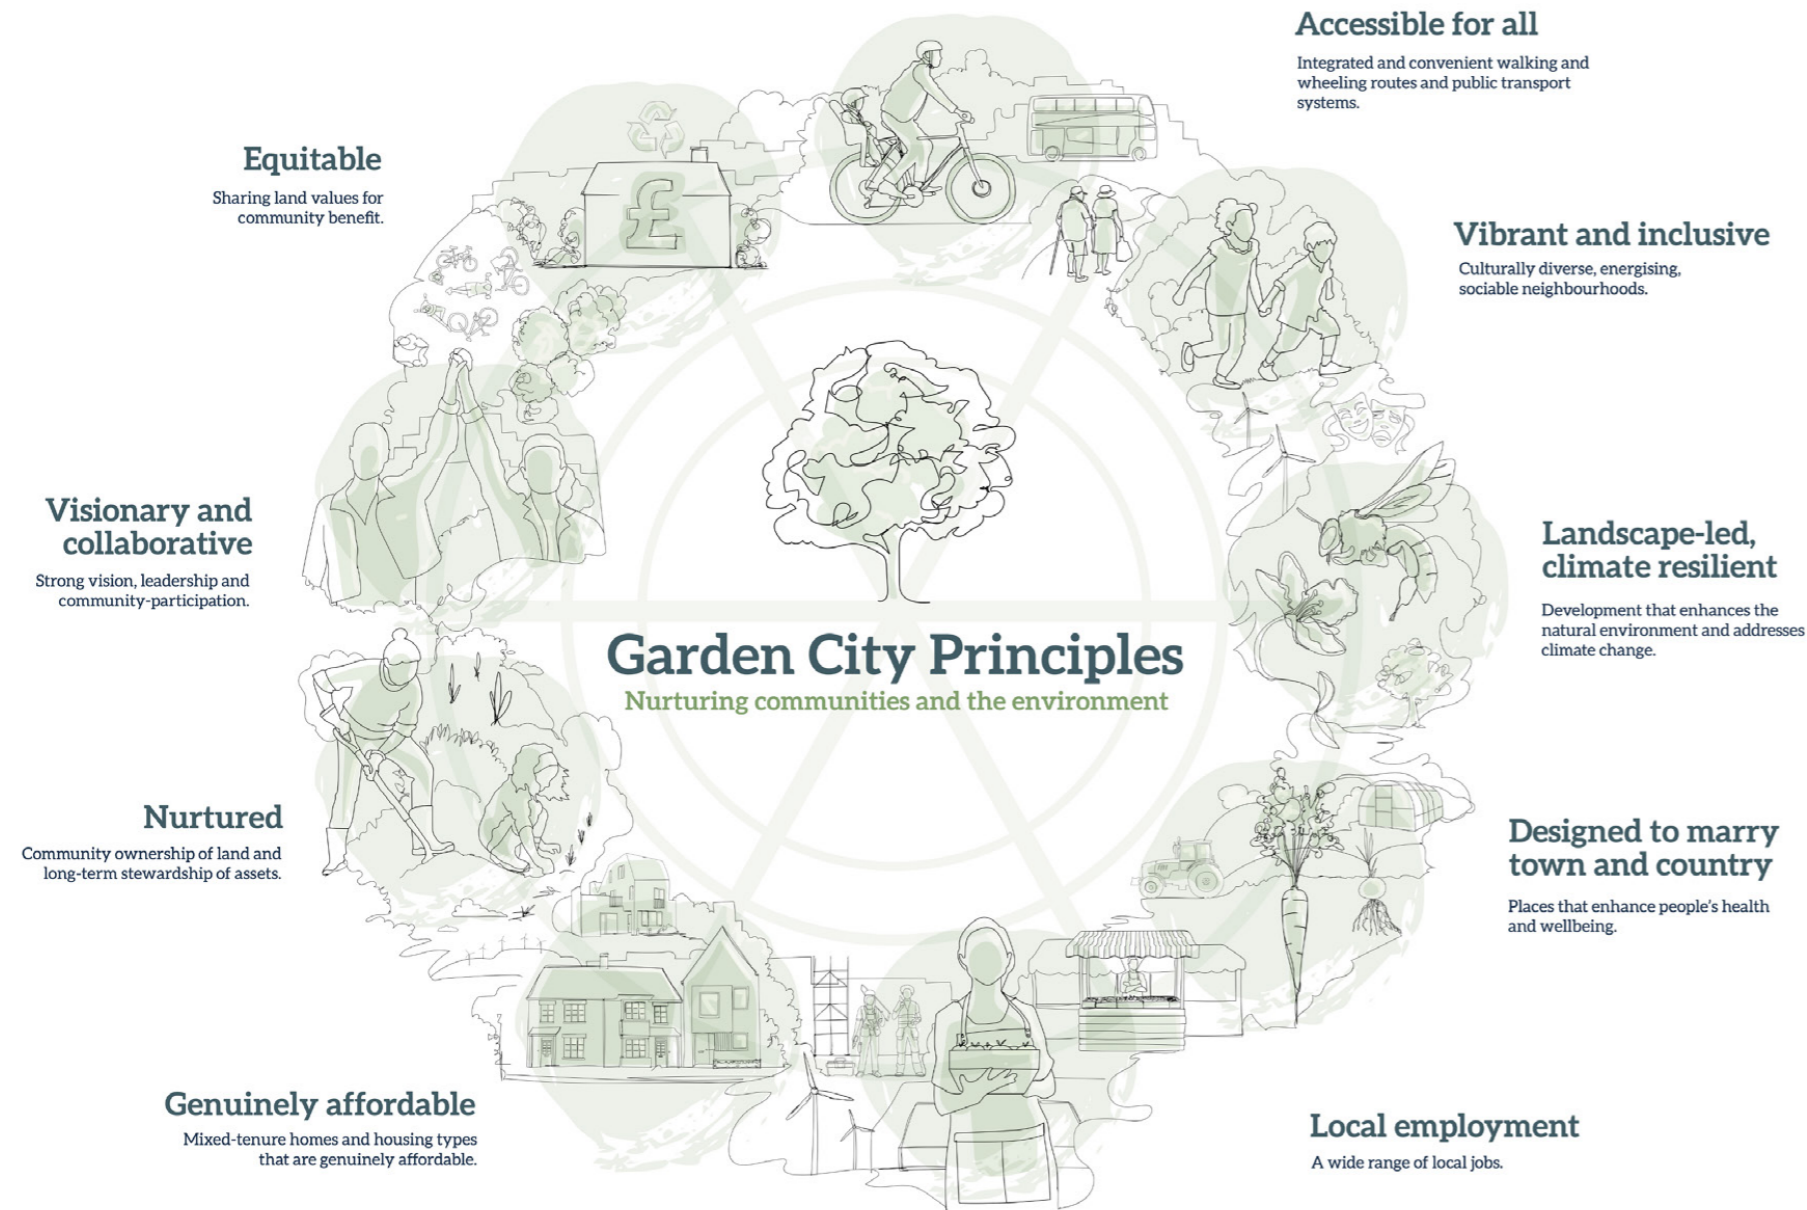 Accessible for all
Integrated and convenient walking and
wheeling routes and public transport
systems.
Equitable
Sharing land values for
community benefit.
£
Vibrant and inclusive
Culturally diverse, energising,
sociable neighbourhoods.
Visionary and
collaborative
Strong vision, leadership and
community-participation.
Landscape-led,
climate resilient
Development that enhances the
natural environment and addresses
climate change.
Garden City Principles
Nurturing communities and the environment
Nurtured
Community ownership of land and
long-term stewardship of assets.
Designed to marry
town and country
Places that enhance people's health
and wellbeing.
Genuinely affordable
Mixed-tenure homes and housing types
that are genuinely affordable.
Local employment
A wide range of local jobs.